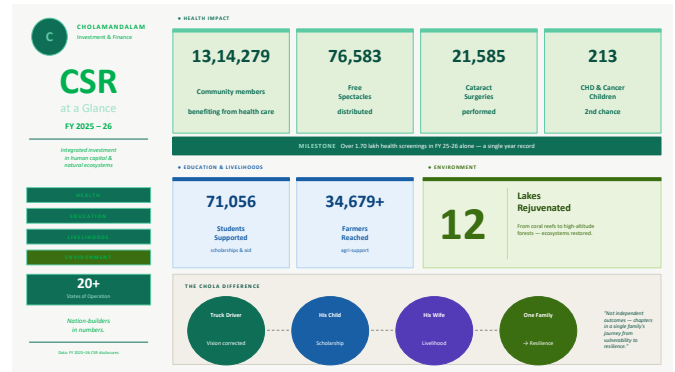 C
CHOLAMANDALAM
Investment & Finance
CSR
at a Glance
FY 2025 – 26
Integrated investment
in human capital &
natural ecosystems
HEALTH
EDUCATION
LIVELIHOODS
ENVIRONMENT
20+
States of Operation
Nation-builders
in numbers.
Data: FY 2025–26 CSR disclosures
● HEALTH IMPACT
13,14,279
Community members
benefiting from health care
76,583
Free
Spectacles
distributed
21,585
Cataract
Surgeries
performed
213
CHD & Cancer
Children
2nd chance
MILESTONE Over 1.70 lakh health screenings in FY 25-26 alone — a single year record
● EDUCATION & LIVELIHOODS
71,056
Students
Supported
scholarships & aid
34,679+
Farmers
Reached
agri-support
● ENVIRONMENT
12
Lakes
Rejuvenated
From coral reefs to high-altitude
forests — ecosystems restored.
THE CHOLA DIFFERENCE
Truck Driver
Vision corrected
His Child
Scholarship
His Wife
Livelihood
One Family
→ Resilience
"Not independent
outcomes — chapters
in a single family's
journey from
vulnerability to
resilience."